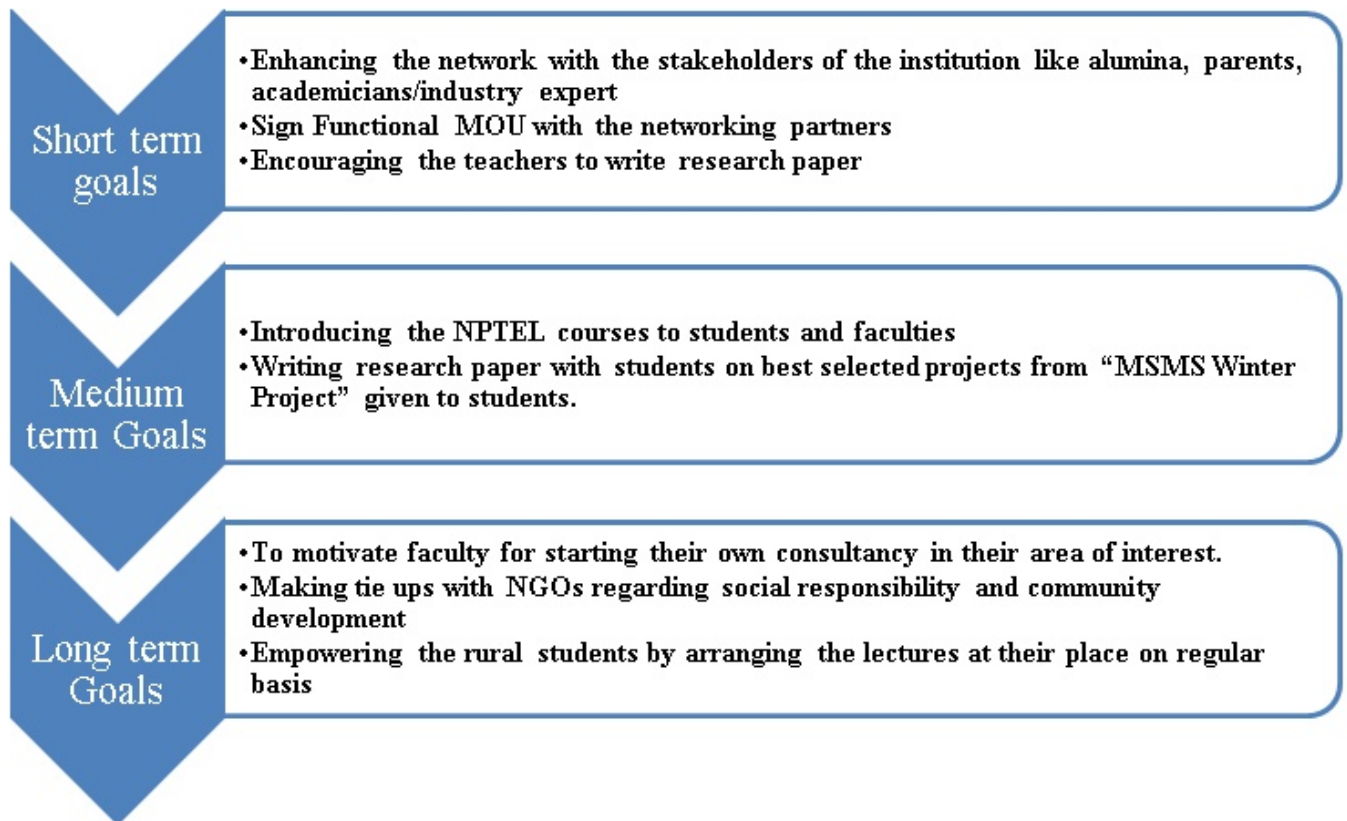 Short term
goals
•Enhancing the network with the stakeholders of the institution like alumina, parents,
academicians/industry expert
•Sign Functional MOU with the networking partners
•Encouraging the teachers to write research paper
Medium
term Goals
•Introducing the NPTEL courses to students and faculties
•Writing research paper with students on best selected projects from “MSMS Winter
Project” given to students.
Long term
Goals
•To motivate faculty for starting their own consultancy in their area of interest.
•Making tie ups with NGOs regarding social responsibility and community
development
•Empowering the rural students by arranging the lectures at their place on regular
basis